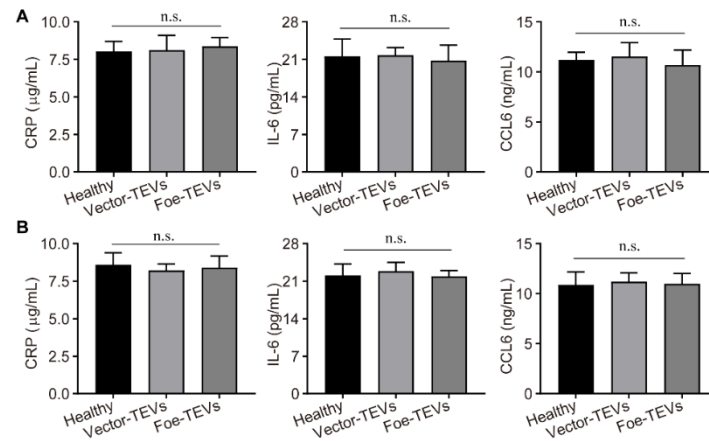 A
n.s.
CRP (μg/mL)
10.0
7.5
5.0
2.5
0.0
Healthy
Vector-TEVs
Foe-TEVs
n.s.
IL-6 (pg/mL)
28
21
14
7
0
Healthy
Vector-TEVs
Foe-TEVs
n.s.
CCL6 (ng/mL)
15
10
5
0
Healthy
Vector-TEVs
Foe-TEVs
B
n.s.
CRP (μg/mL)
10.0
7.5
5.0
2.5
0.0
Healthy
Vector-TEVs
Foe-TEVs
n.s.
IL-6 (pg/mL)
28
21
14
7
0
Healthy
Vector-TEVs
Foe-TEVs
n.s.
CCL6 (ng/mL)
15
10
5
0
Healthy
Vector-TEVs
Foe-TEVs